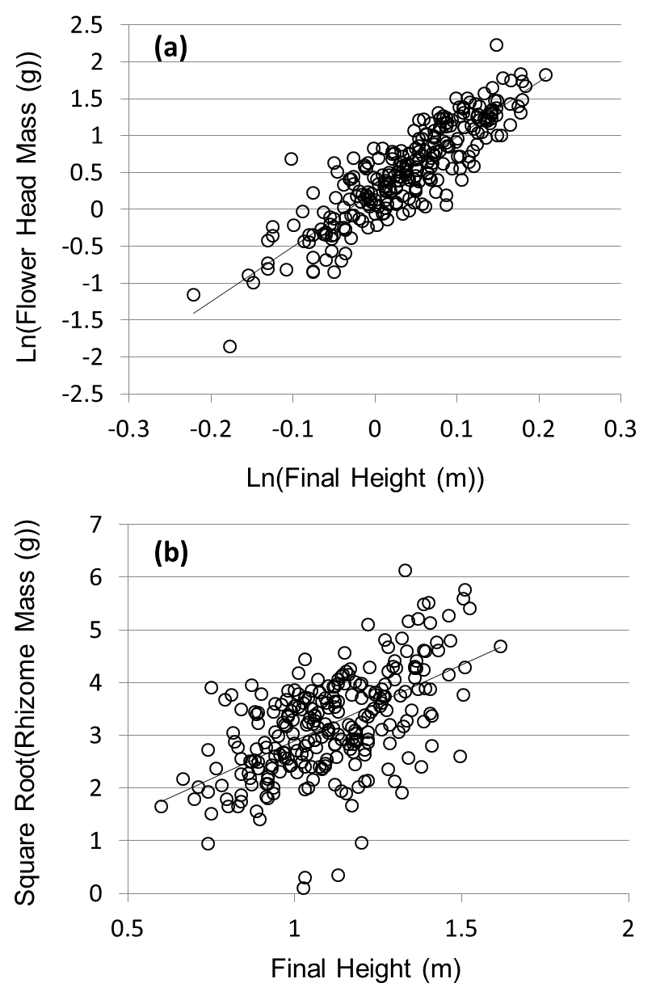 (a)
Ln(Flower Head Mass (g))
2.5
2
1.5
1
0.5
0
-0.5
-1
-1.5
-2
-2.5
-0.3 -0.2 -0.1 0 0.1 0.2 0.3
Ln(Final Height (m))
(b)
Square Root(Rhizome Mass (g))
7
6
5
4
3
2
1
0
0.5 1 1.5 2
Final Height (m)